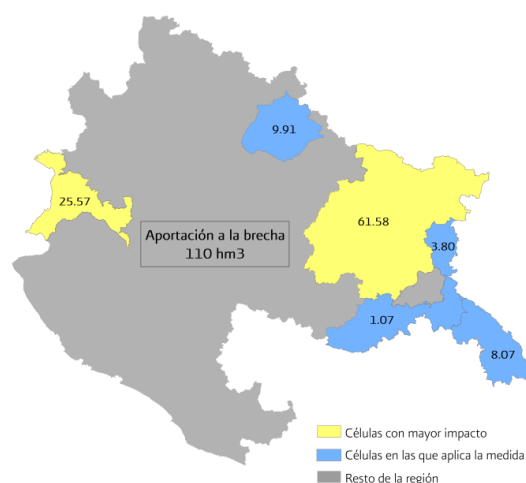 9.91
25.57
61.58
Aportación a la brecha
110 hm3
3.80
1.07
8.07
Células con mayor impacto
Células en las que aplica la medida
Resto de la región